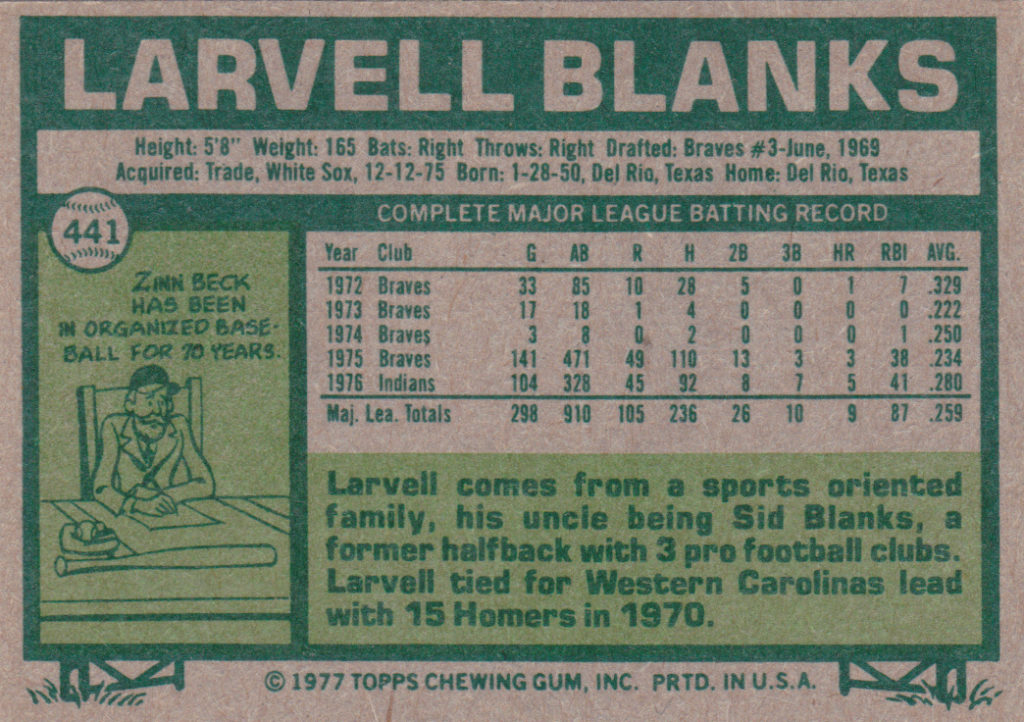 LARVELL BLANKS
Height: 5'8" Weight: 165 Bats: Right Throws: Right Drafted: Braves #3-June, 1969
Acquired: Trade, White Sox, 12-12-75 Born: 1-28-50, Del Rio, Texas Home: Del Rio, Texas
441
COMPLETE MAJOR LEAGUE BATTING RECORD
Year Club G AB R H 2B 3B HR RBI AVG.
1972 Braves 33 85 10 28 5 0 1 7 .329
1973 Braves 17 18 1 4 0 0 0 0 .222
1974 Braves 3 8 0 2 0 0 0 1 .250
1975 Braves 141 471 49 110 13 3 3 38 .234
1976 Indians 104 328 45 92 8 7 5 41 .280
Maj. Lea. Totals 298 910 105 236 26 10 9 87 .259
ZINN BECK
HAS BEEN
IN ORGANIZED BASE-
BALL FOR 70 YEARS.
Larvell comes from a sports oriented
family, his uncle being Sid Blanks, a
former halfback with 3 pro football clubs.
Larvell tied for Western Carolinas lead
with 15 Homers in 1970.
© 1977 TOPPS CHEWING GUM, INC. PRTD. IN U.S.A.